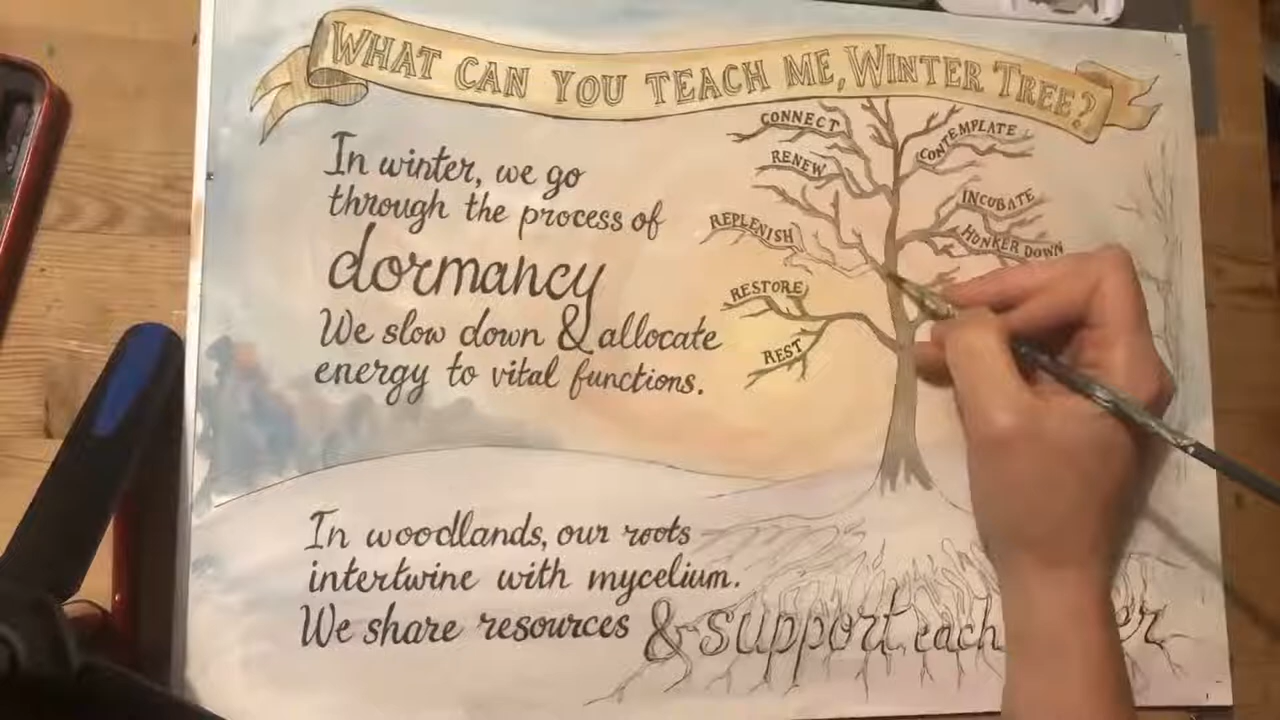 WHAT CAN YOU TEACH ME, WINTER TREE?
CONNECT
CONTEMPLATE
RENEW
INCUBATE
REPLENISH
HUNKER DOWN
RESTORE
REST
In winter, we go
through the process of
dormancy
We slow down & allocate
energy to vital functions.
In woodlands, our roots
intertwine with mycelium.
We share resources & support each